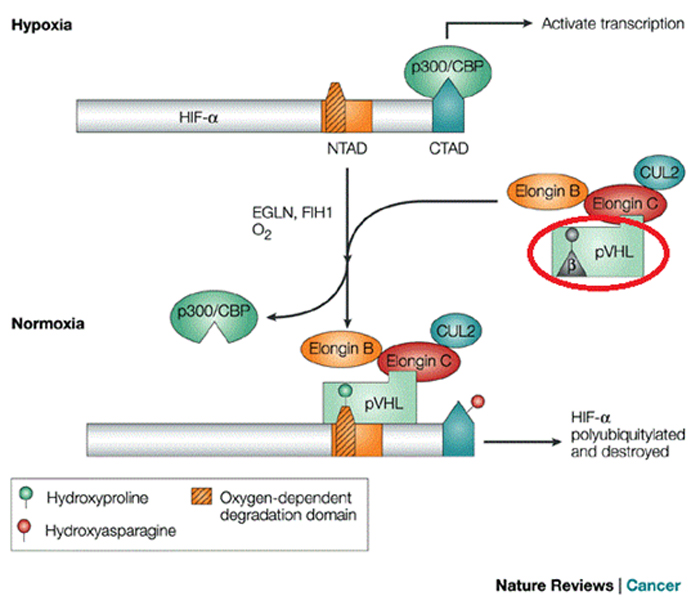 Hypoxia
Activate transcription
p300/CBP
HIF-α
NTAD
CTAD
CUL2
Elongin B
Elongin C
EGLN, FIH1
O2
β
pVHL
p300/CBP
Normoxia
CUL2
Elongin B
Elongin C
pVHL
HIF-α
polyubiquitylated
and destroyed
Hydroxyproline
Hydroxyasparagine
Oxygen-dependent
degradation domain
Nature Reviews | Cancer